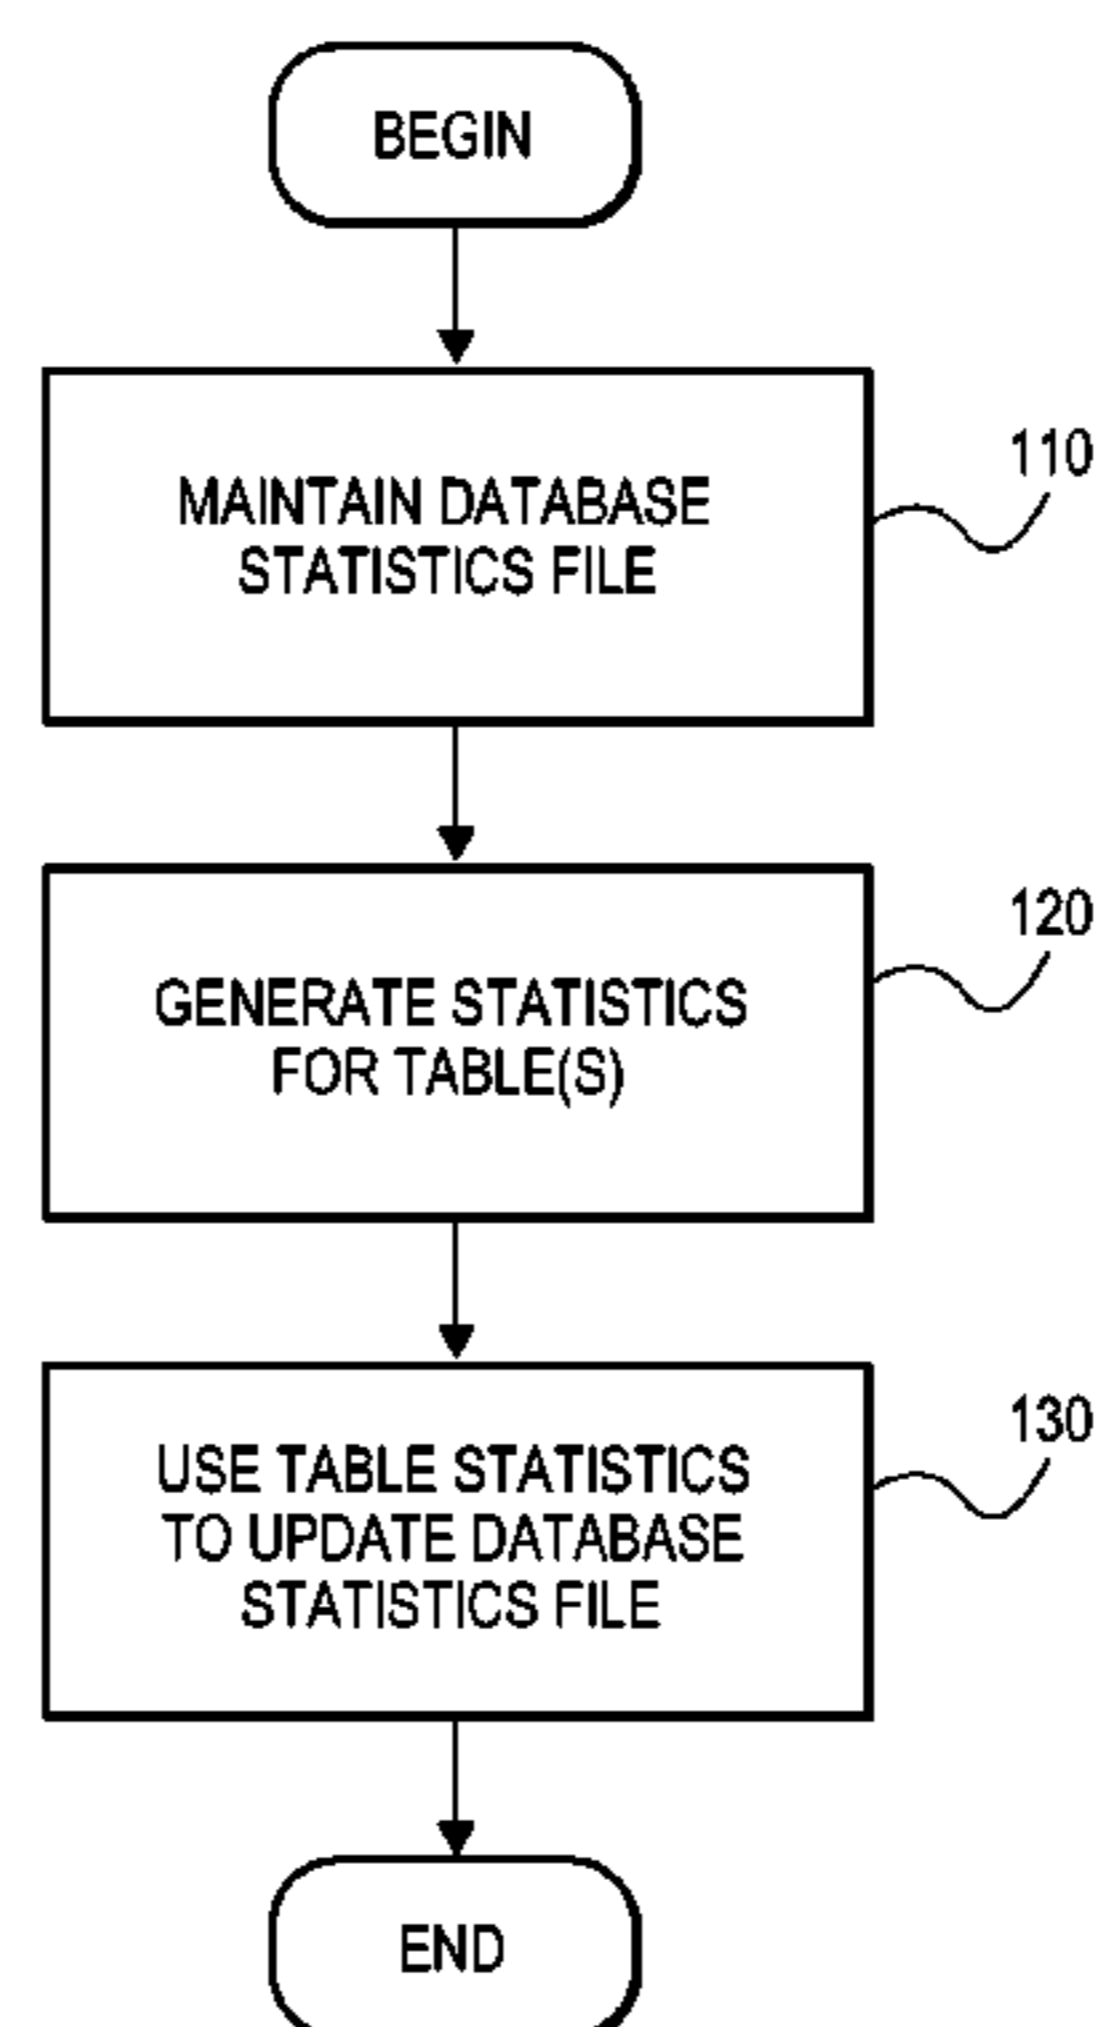 BEGIN
MAINTAIN DATABASE
STATISTICS FILE
110
GENERATE STATISTICS
FOR TABLE(S)
120
USE TABLE STATISTICS
TO UPDATE DATABASE
STATISTICS FILE
130
END